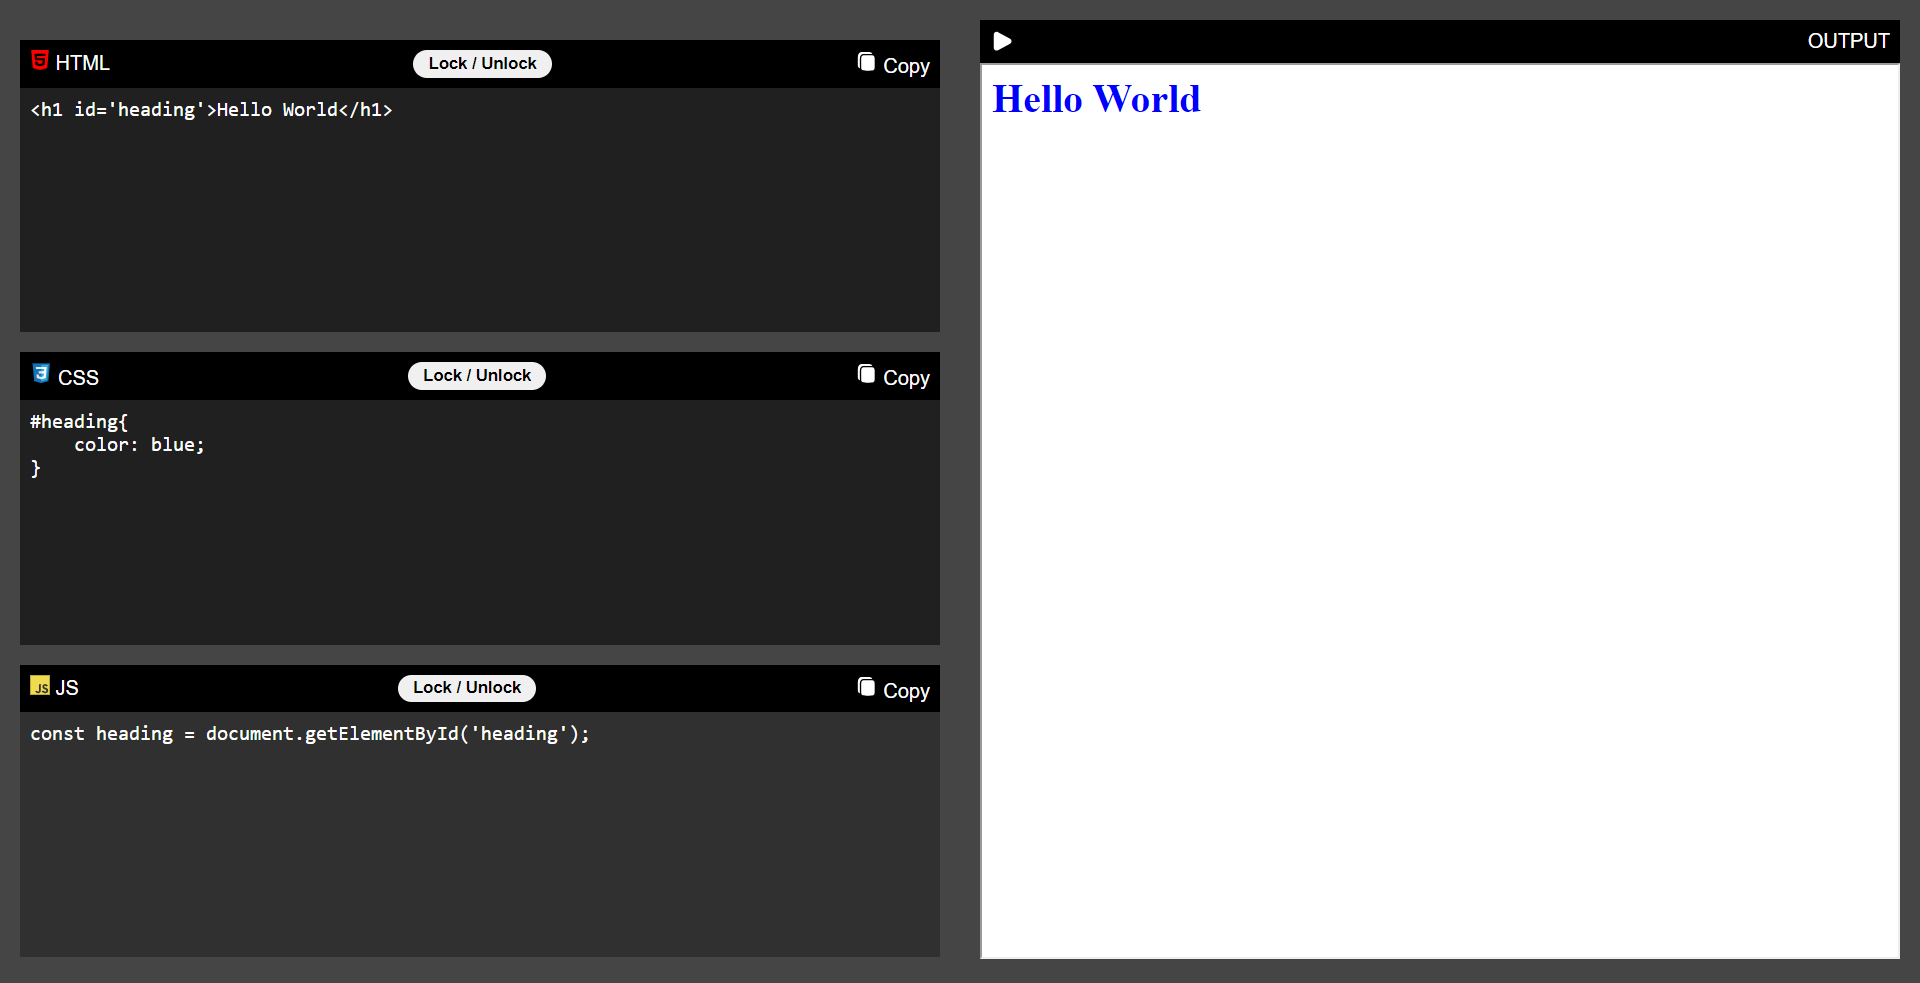 HTML
Lock / Unlock
Copy
<h1 id='heading'>Hello World</h1>
CSS
Lock / Unlock
Copy
#heading{
    color: blue;
}
JS
Lock / Unlock
Copy
const heading = document.getElementById('heading');
OUTPUT
Hello World